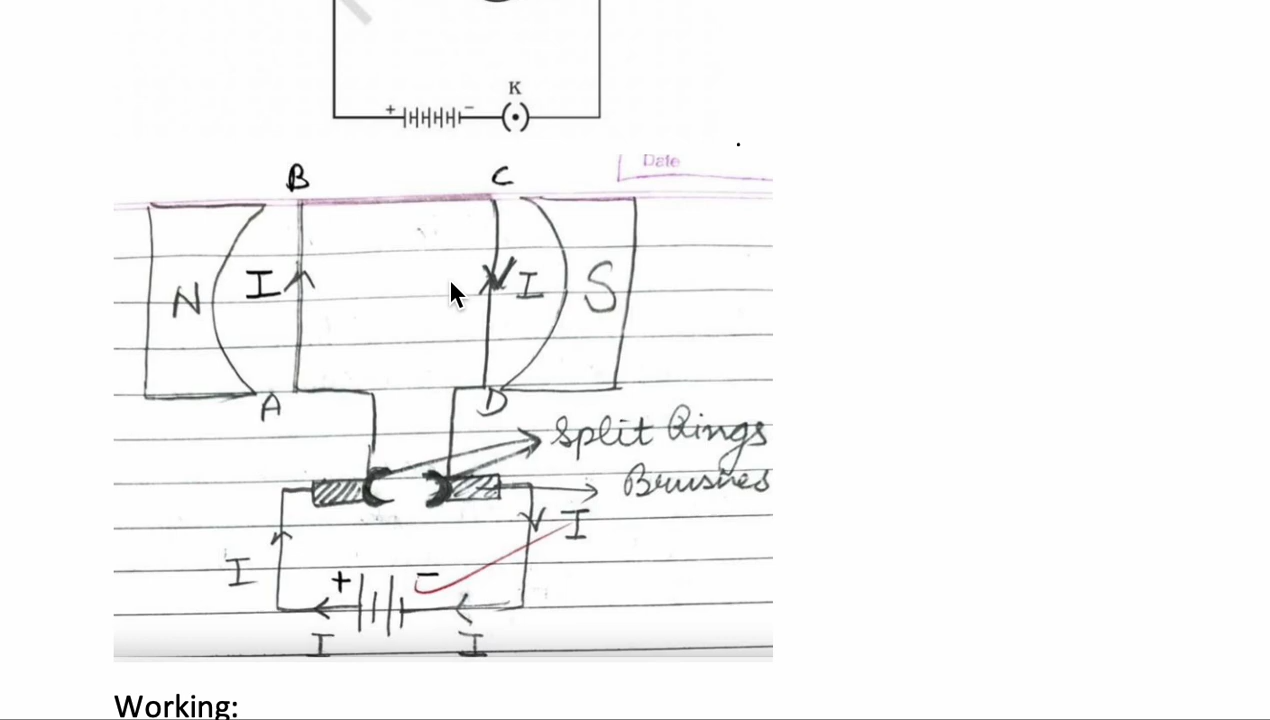 K
+ −
Date
B C
N I I S
A D
Split Rings
Brushes
I
I
+ −
I I
Working: